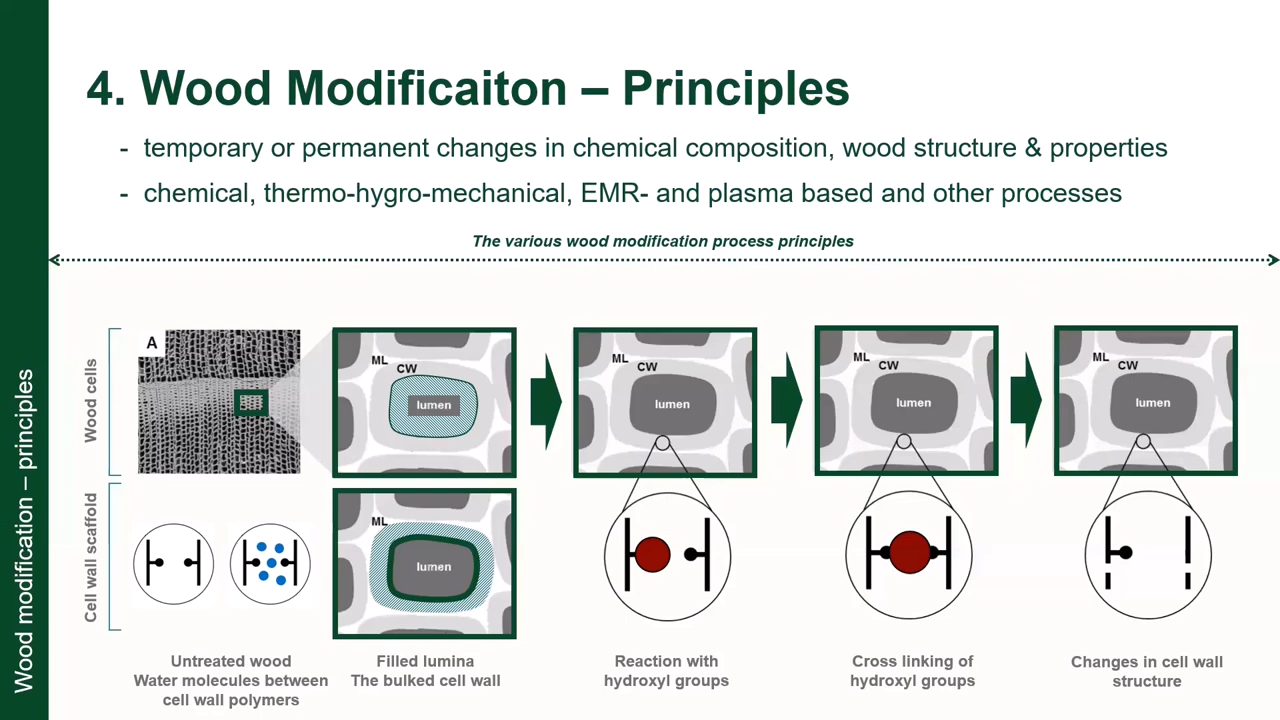 4. Wood Modificaiton – Principles
- temporary or permanent changes in chemical composition, wood structure & properties
- chemical, thermo-hygro-mechanical, EMR- and plasma based and other processes
The various wood modification process principles
Wood modification – principles
Wood cells
Cell wall scaffold
A
ML
CW
lumen
ML
lumen
ML
CW
lumen
ML
CW
lumen
ML
CW
lumen
Untreated wood
Water molecules between
cell wall polymers
Filled lumina
The bulked cell wall
Reaction with
hydroxyl groups
Cross linking of
hydroxyl groups
Changes in cell wall
structure